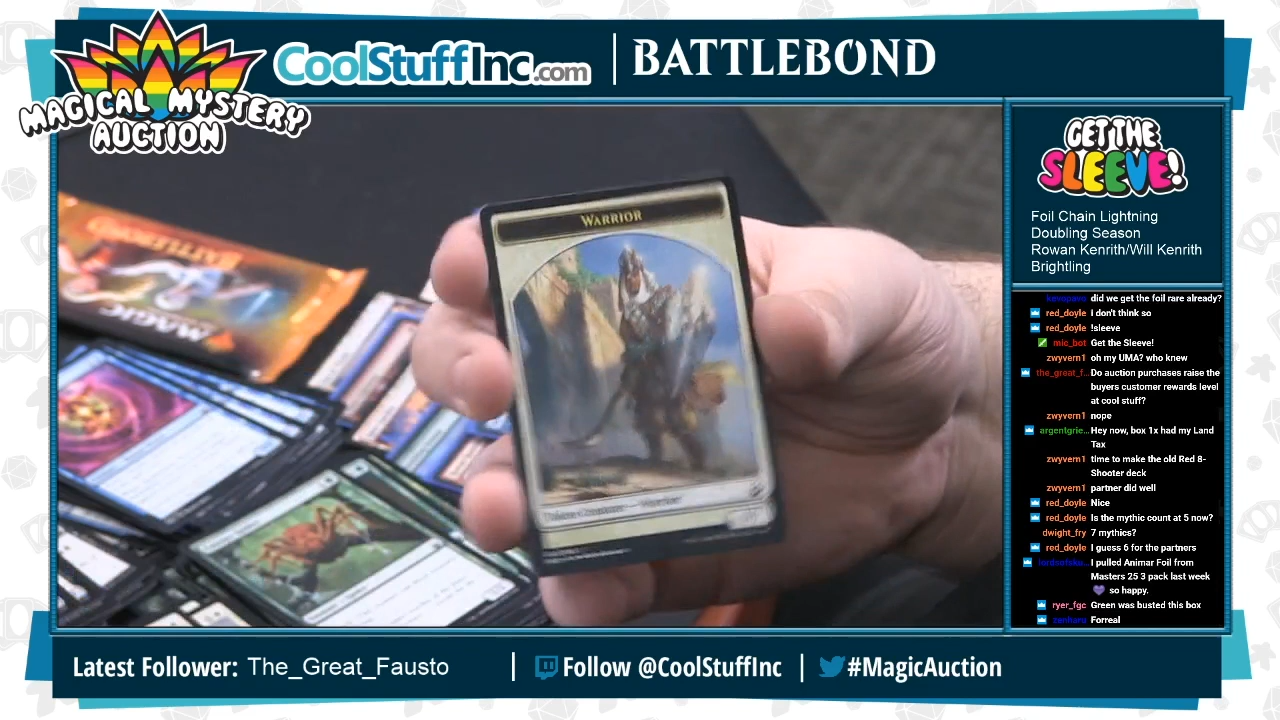 MAGICAL MYSTERY
AUCTION
CoolStuffInc.com
BATTLEBOND
GET THE
SLEEVE!
Foil Chain Lightning
Doubling Season
Rowan Kenrith/Will Kenrith
Brightling
WARRIOR
BATTLEBOND
MAGIC
kevopavo did we get the foil rare already?
red_doyle I don't think so
red_doyle !sleeve
mic_bot Get the Sleeve!
zwyvern1 oh my UMA? who knew
the_great_f... Do auction purchases raise the
buyers customer rewards level
at cool stuff?
zwyvern1 nope
argentgrie... Hey now, box 1x had my Land
Tax
zwyvern1 time to make the old Red 8-
Shooter deck
zwyvern1 partner did well
red_doyle Nice
red_doyle Is the mythic count at 5 now?
dwight_fry 7 mythics?
red_doyle I guess 6 for the partners
I pulled Animar Foil from
Masters 25 3 pack last week
so happy.
ryer_fgc Green was busted this box
zenharu Forreal
Latest Follower: The_Great_Fausto
Follow @CoolStuffInc
#MagicAuction